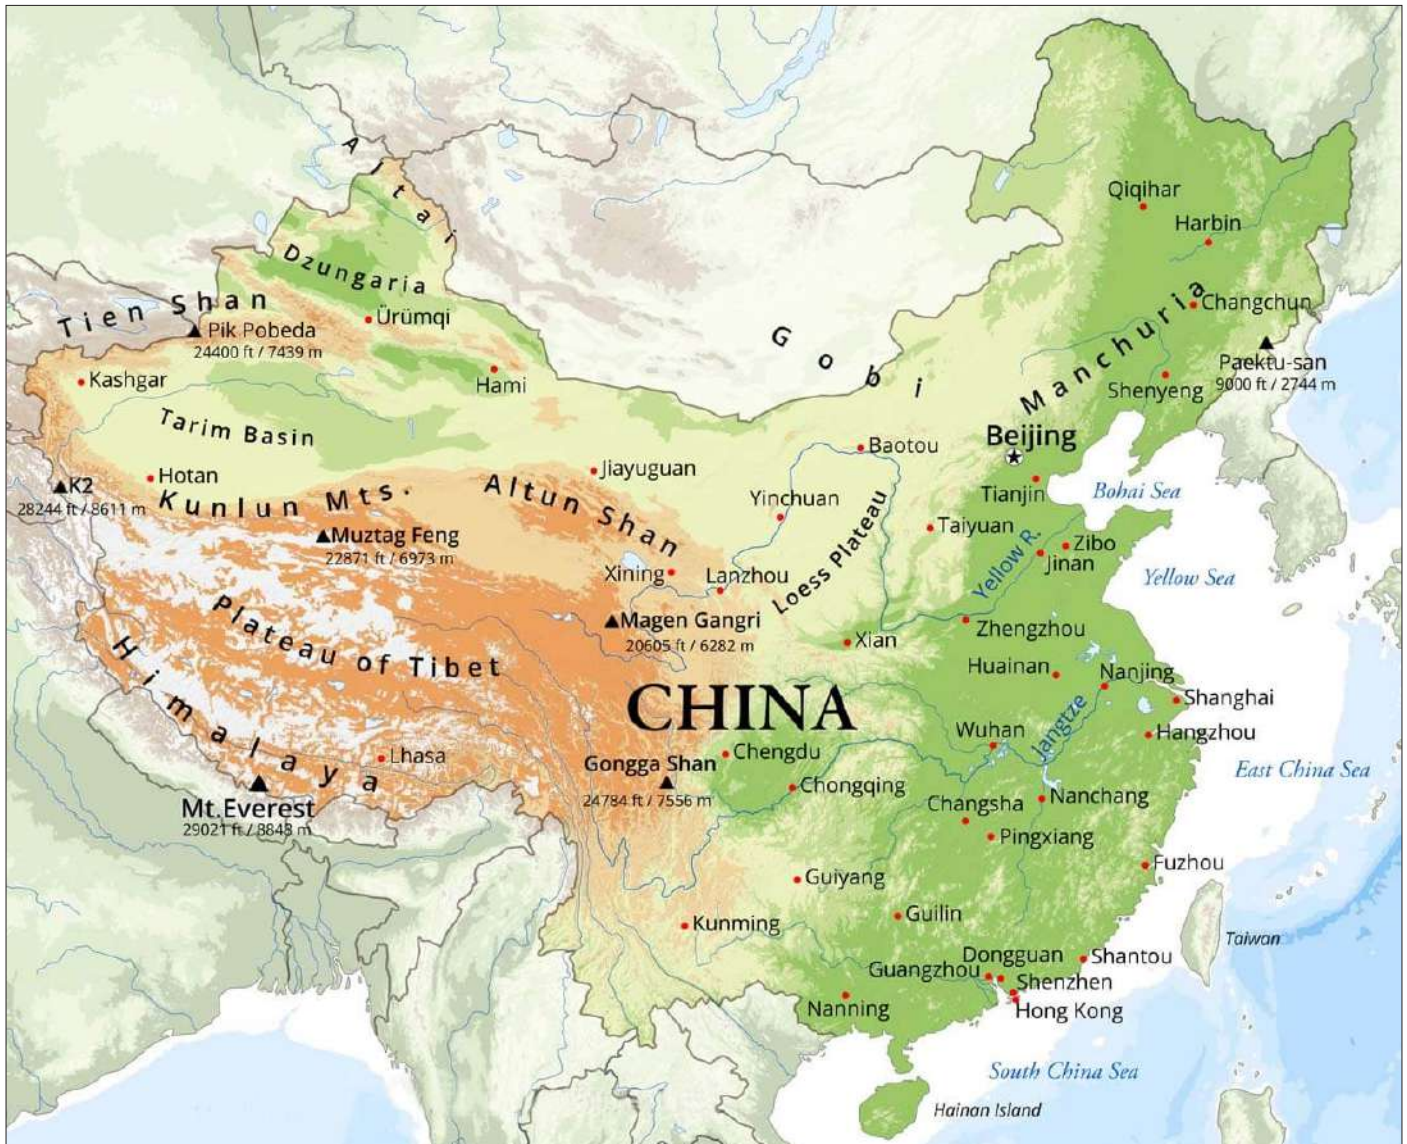 Altai
Qiqihar
Harbin
Dzungaria
Tien Shan
Manchuria
Changchun
Ürümqi
Pik Pobeda
24400 ft / 7439 m
Gobi
Paektu-san
9000 ft / 2744 m
Kashgar
Hami
Shenyeng
Tarim Basin
Beijing
Baotou
Hotan
Jiayuguan
K2
28244 ft / 8611 m
Kunlun Mts.
Altun Shan
Yinchuan
Tianjin
Bohai Sea
Loess Plateau
Taiyuan
Muztag Feng
22871 ft / 6973 m
Yellow R.
Zibo
Jinan
Xining
Lanzhou
Yellow Sea
Plateau of Tibet
Magen Gangri
20605 ft / 6282 m
Xian
Zhengzhou
Himalaya
Huainan
Nanjing
CHINA
Shanghai
Jangtze
Wuhan
Hangzhou
Lhasa
Chengdu
Gongga Shan
24784 ft / 7556 m
East China Sea
Chongqing
Mt.Everest
29021 ft / 8848 m
Changsha
Nanchang
Pingxiang
Fuzhou
Guiyang
Guilin
Kunming
Taiwan
Dongguan
Shantou
Guangzhou
Shenzhen
Nanning
Hong Kong
South China Sea
Hainan Island